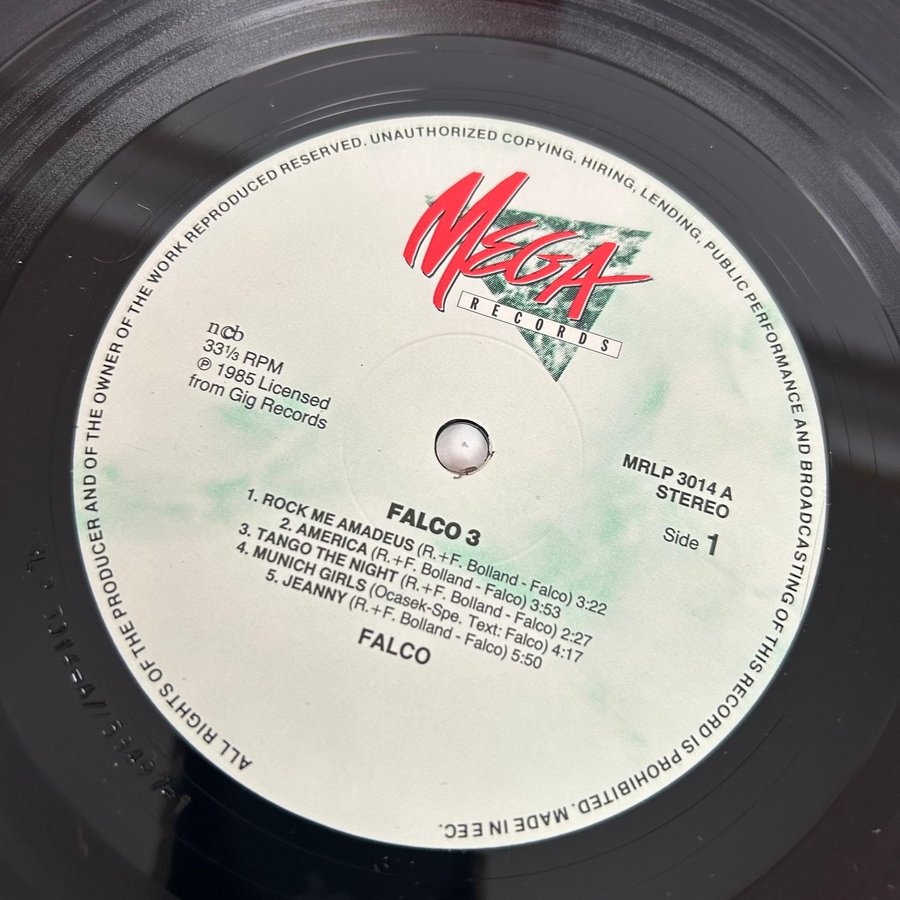 ALL RIGHTS OF THE PRODUCER AND OF THE OWNER OF THE WORK REPRODUCED RESERVED. UNAUTHORIZED COPYING, HIRING, LENDING, PUBLIC PERFORMANCE AND BROADCASTING OF THIS RECORD IS PROHIBITED. MADE IN EEC.
MEGA
RECORDS
ncb
33⅓ RPM
℗ 1985 Licensed
from Gig Records
MRLP 3014 A
STEREO
Side 1
FALCO 3
1. ROCK ME AMADEUS (R.+F. Bolland - Falco) 3:22
2. AMERICA (R.+F. Bolland - Falco) 3:53
3. TANGO THE NIGHT (R.+F. Bolland - Falco) 2:27
4. MUNICH GIRLS (Ocasek-Spe. Text: Falco) 4:17
5. JEANNY (R.+F. Bolland - Falco) 5:50
FALCO